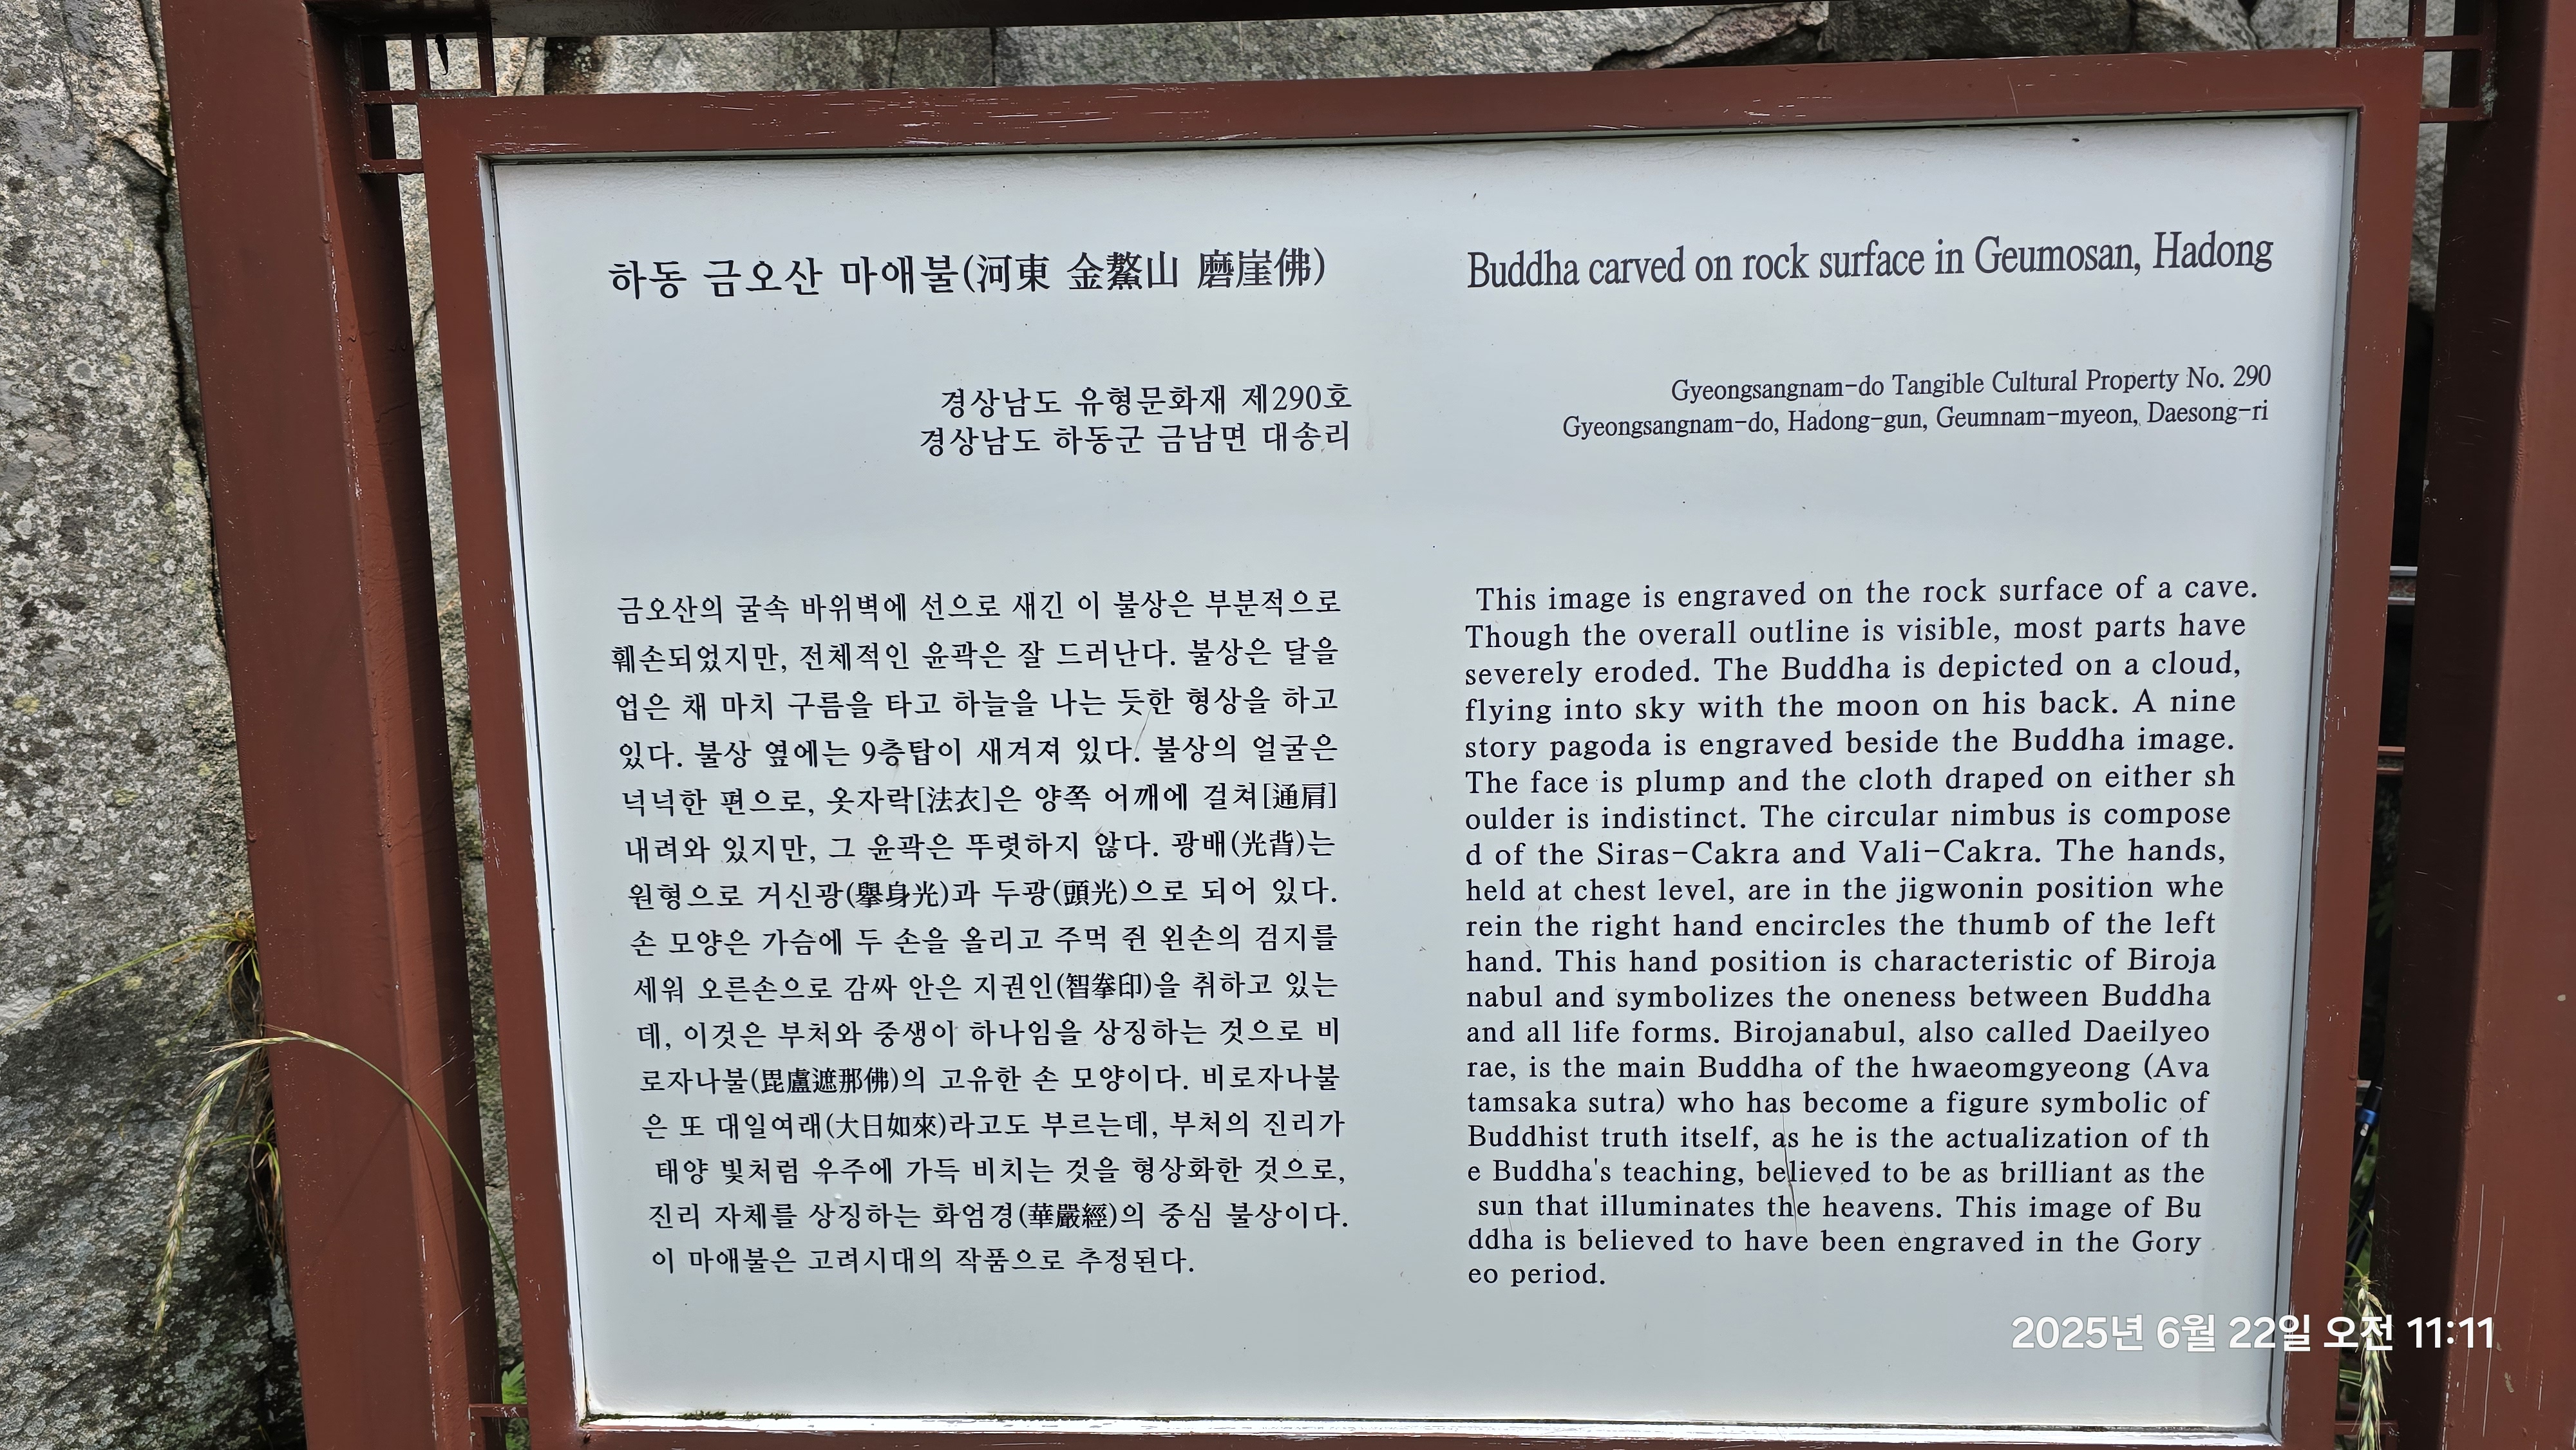 하동 금오산 마애불(河東 金鰲山 磨崖佛)
경상남도 유형문화재 제290호
경상남도 하동군 금남면 대송리
금오산의 굴속 바위벽에 선으로 새긴 이 불상은 부분적으로
훼손되었지만, 전체적인 윤곽은 잘 드러난다. 불상은 달을
업은 채 마치 구름을 타고 하늘을 나는 듯한 형상을 하고
있다. 불상 옆에는 9층탑이 새겨져 있다. 불상의 얼굴은
넉넉한 편으로, 옷자락[法衣]은 양쪽 어깨에 걸쳐[通肩]
내려와 있지만, 그 윤곽은 뚜렷하지 않다. 광배(光背)는
원형으로 거신광(擧身光)과 두광(頭光)으로 되어 있다.
손 모양은 가슴에 두 손을 올리고 주먹 쥔 왼손의 검지를
세워 오른손으로 감싸 안은 지권인(智拳印)을 취하고 있는
데, 이것은 부처와 중생이 하나임을 상징하는 것으로 비
로자나불(毘盧遮那佛)의 고유한 손 모양이다. 비로자나불
은 또 대일여래(大日如來)라고도 부르는데, 부처의 진리가
태양 빛처럼 우주에 가득 비치는 것을 형상화한 것으로,
진리 자체를 상징하는 화엄경(華嚴經)의 중심 불상이다.
이 마애불은 고려시대의 작품으로 추정된다.
Buddha carved on rock surface in Geumosan, Hadong
Gyeongsangnam-do Tangible Cultural Property No. 290
Gyeongsangnam-do, Hadong-gun, Geumnam-myeon, Daesong-ri
This image is engraved on the rock surface of a cave.
Though the overall outline is visible, most parts have
severely eroded. The Buddha is depicted on a cloud,
flying into sky with the moon on his back. A nine
story pagoda is engraved beside the Buddha image.
The face is plump and the cloth draped on either sh
oulder is indistinct. The circular nimbus is compose
d of the Siras-Cakra and Vali-Cakra. The hands,
held at chest level, are in the jigwonin position whe
rein the right hand encircles the thumb of the left
hand. This hand position is characteristic of Biroja
nabul and symbolizes the oneness between Buddha
and all life forms. Birojanabul, also called Daeilyeo
rae, is the main Buddha of the hwaeomgyeong (Ava
tamsaka sutra) who has become a figure symbolic of
Buddhist truth itself, as he is the actualization of th
e Buddha's teaching, believed to be as brilliant as the
sun that illuminates the heavens. This image of Bu
ddha is believed to have been engraved in the Gory
eo period.
2025년 6월 22일 오전 11:11